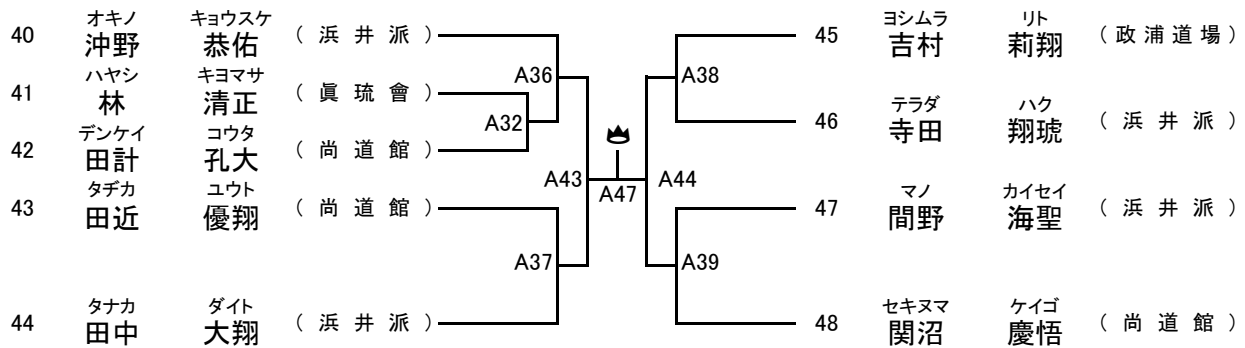 オキノ キョウスケ
40 沖野 恭佑 (浜井派)
ハヤシ キヨマサ
41 林 清正 (眞琉會)
デンケイ コウタ
42 田計 孔大 (尚道館)
タヂカ ユウト
43 田近 優翔 (尚道館)
タナカ ダイト
44 田中 大翔 (浜井派)
A36
A32
A43
A37
A47
A38
A44
A39
ヨシムラ リト
45 吉村 莉翔 (政浦道場)
テラダ ハク
46 寺田 翔琥 (浜井派)
マノ カイセイ
47 間野 海聖 (浜井派)
セキヌマ ケイゴ
48 関沼 慶悟 (尚道館)